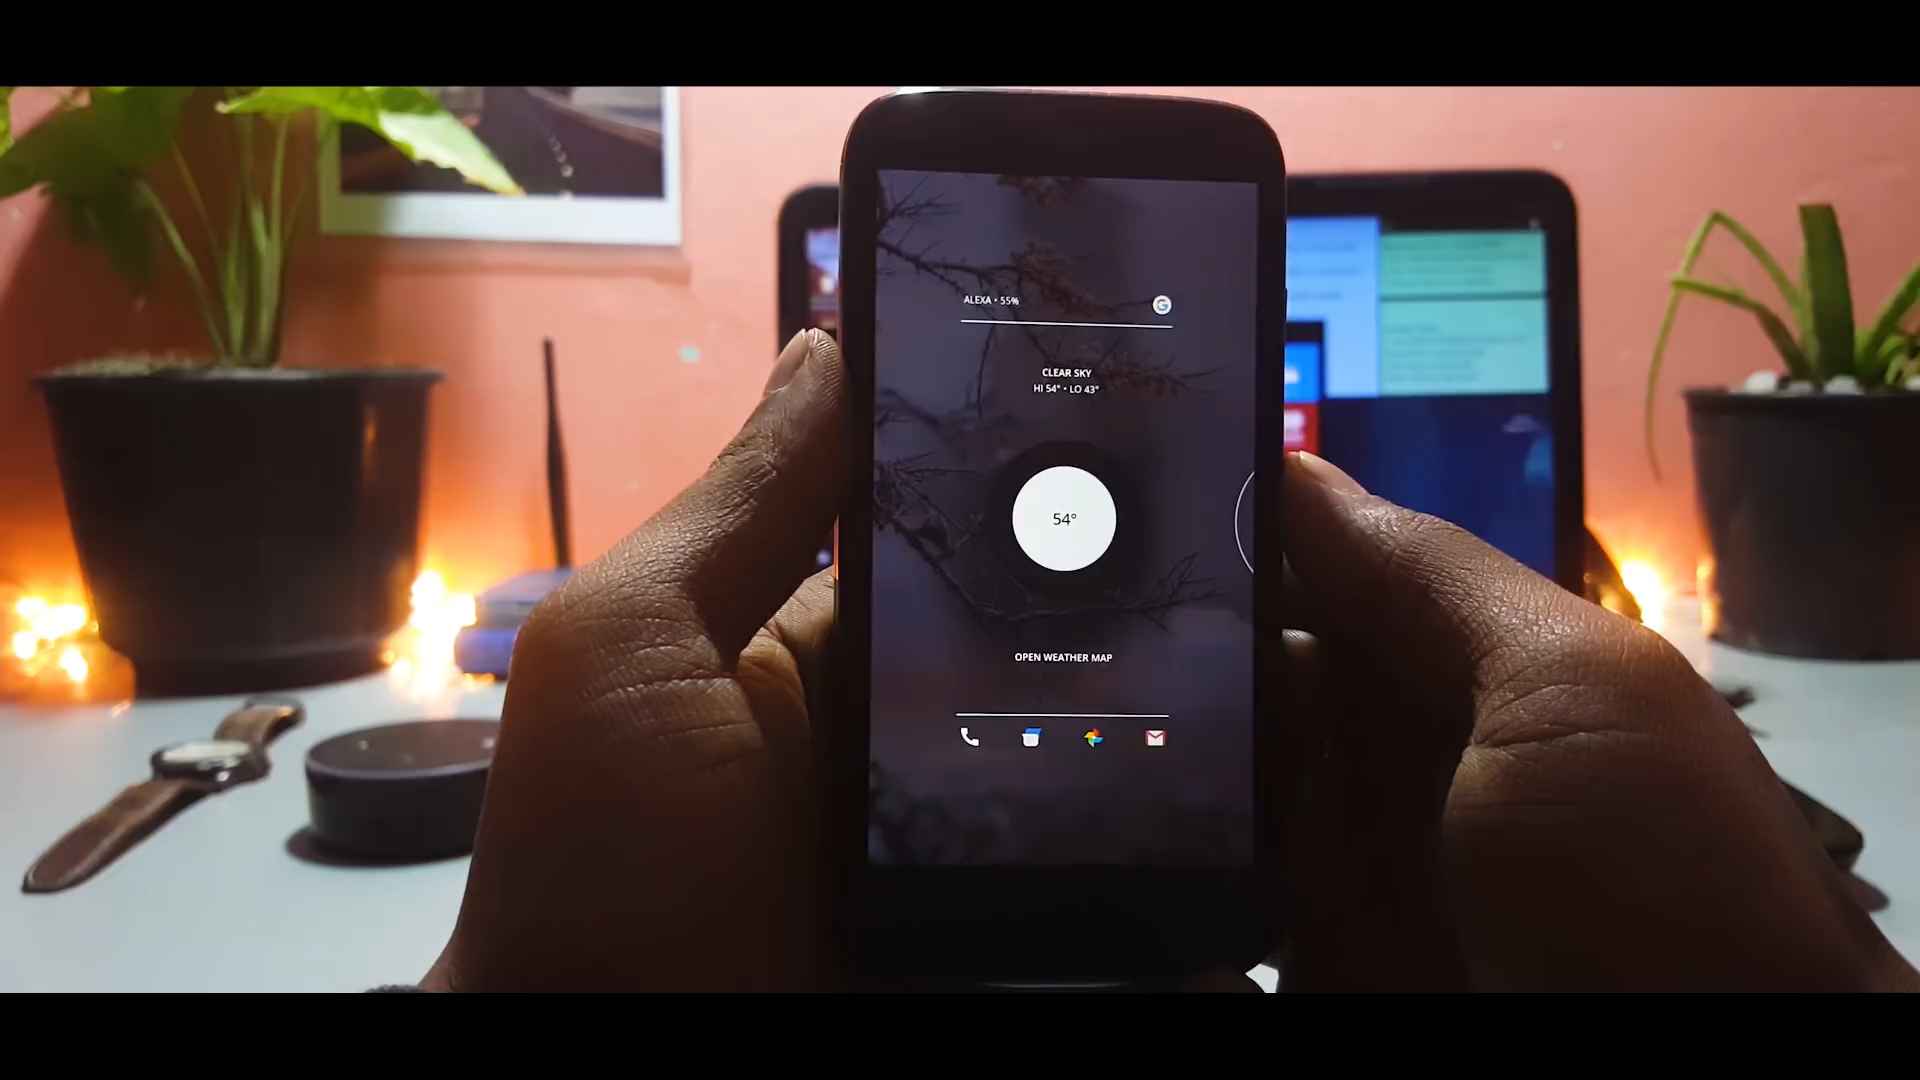 ALEXA • 55%
CLEAR SKY
HI 54° • LO 43°
54°
OPEN WEATHER MAP